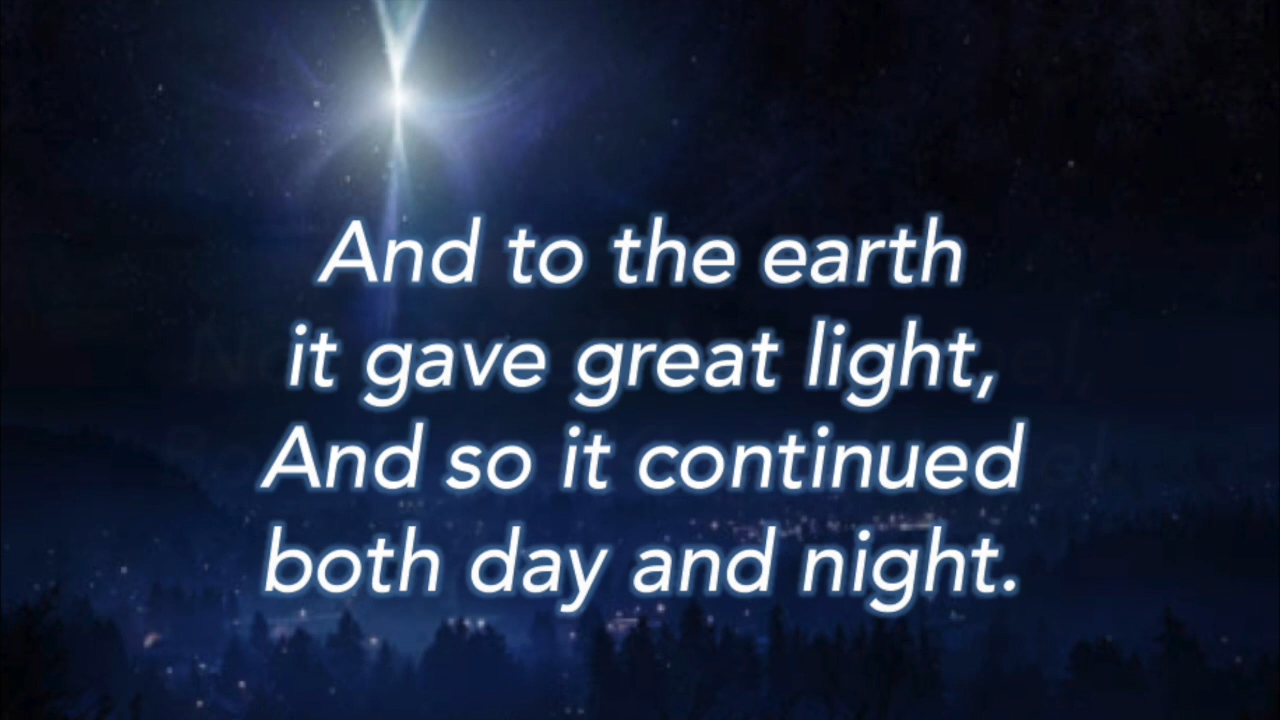 And to the earth
it gave great light,
And so it continued
both day and night.